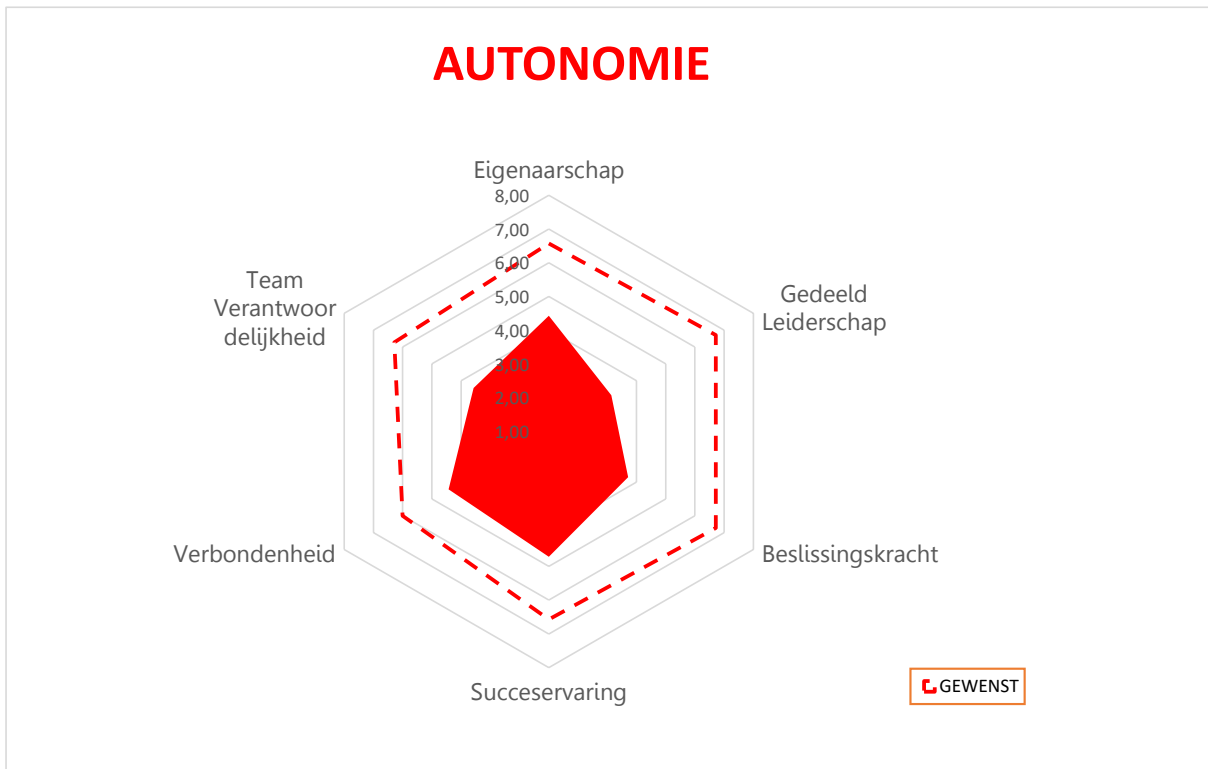 AUTONOMIE
Eigenaarschap
8,00
7,00
6,00
5,00
4,00
3,00
2,00
1,00
Gedeeld
Leiderschap
Beslissingskracht
Succeservaring
Verbondenheid
Team
Verantwoor
delijkheid
GEWENST